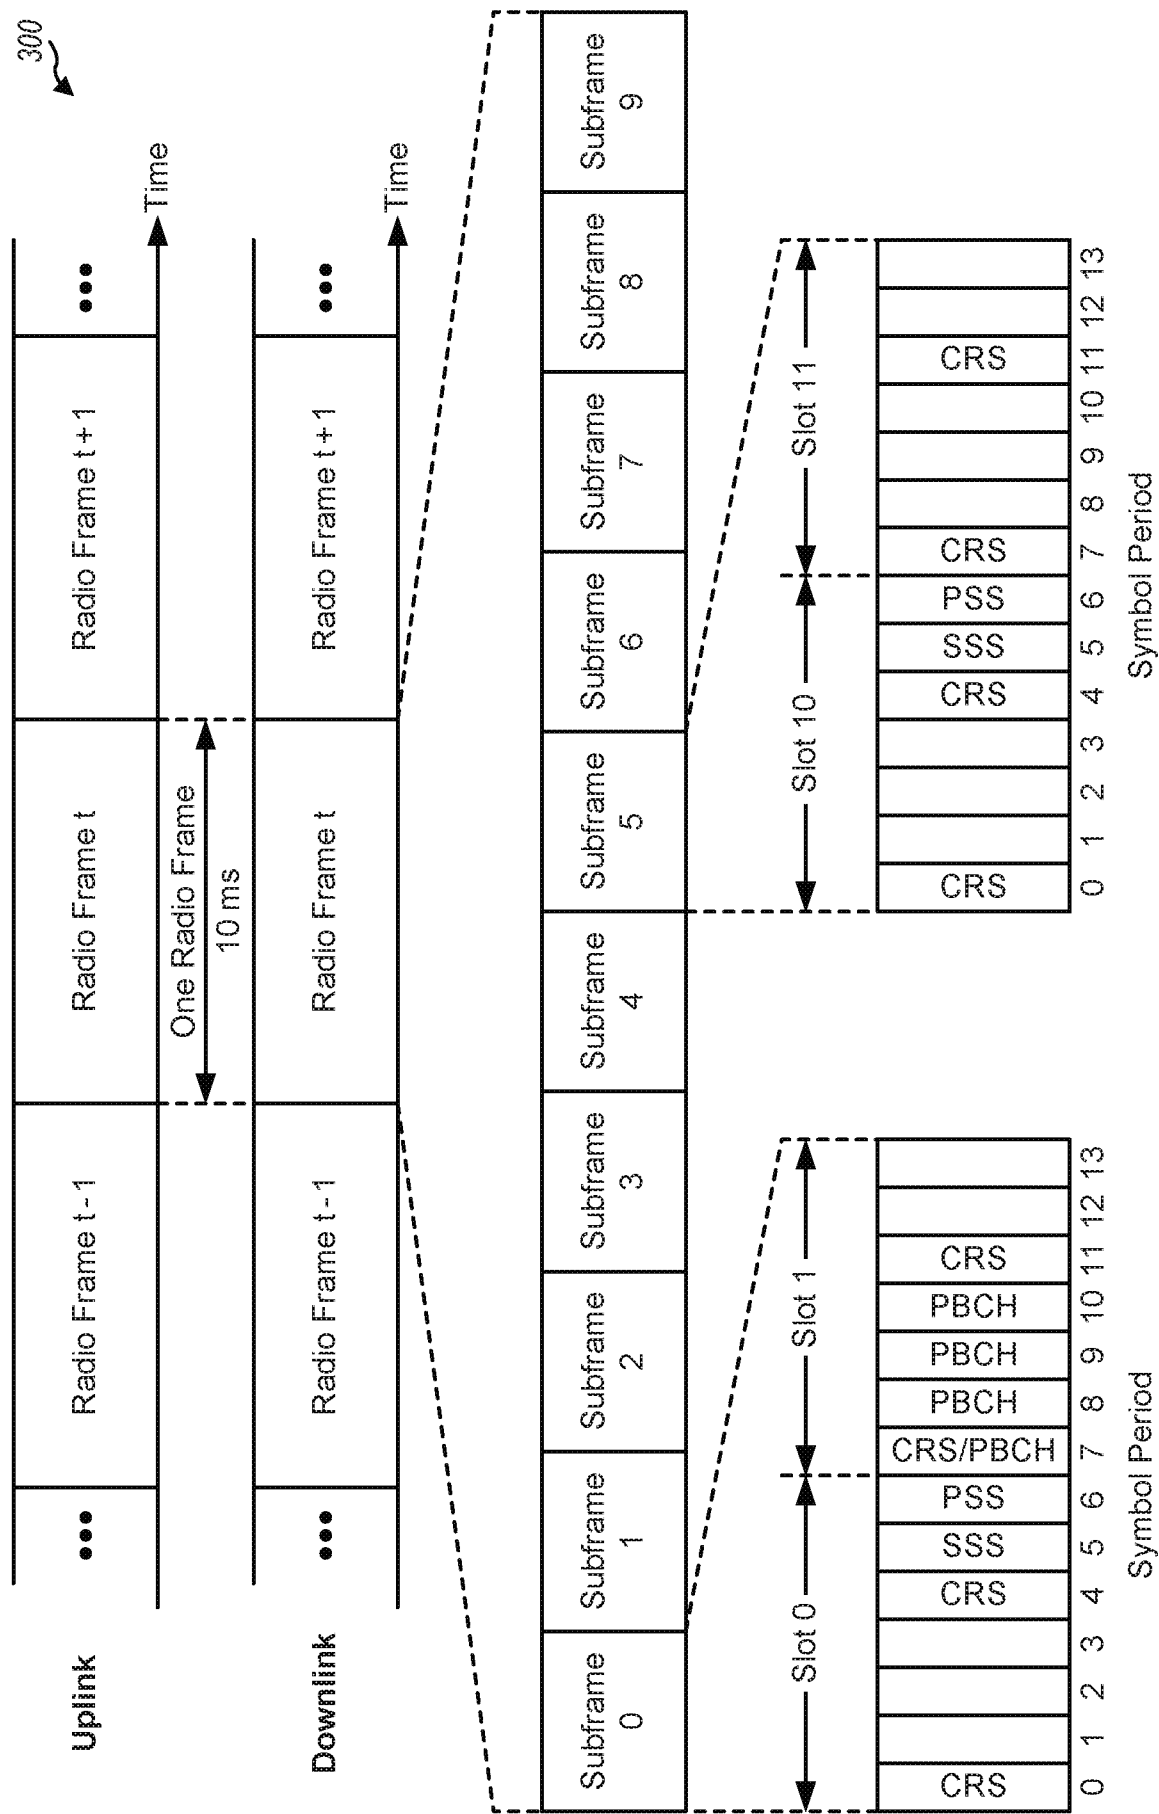 300
Uplink
Radio Frame t - 1
Radio Frame t
Radio Frame t + 1
Time
One Radio Frame
10 ms
Downlink
Radio Frame t - 1
Radio Frame t
Radio Frame t + 1
Time
Subframe 0
Subframe 1
Subframe 2
Subframe 3
Subframe 4
Subframe 5
Subframe 6
Subframe 7
Subframe 8
Subframe 9
Slot 0
Slot 1
CRS
CRS
SSS
PSS
CRS/PBCH
PBCH
PBCH
PBCH
CRS
0 1 2 3 4 5 6 7 8 9 10 11 12 13
Symbol Period
Slot 10
Slot 11
CRS
CRS
SSS
PSS
CRS
CRS
0 1 2 3 4 5 6 7 8 9 10 11 12 13
Symbol Period